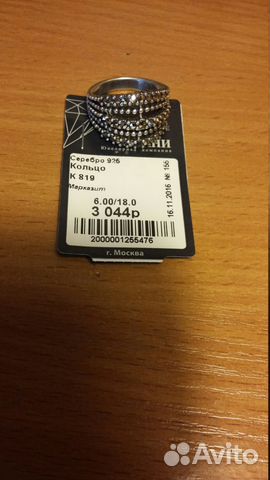 Ювелирная компания
Серебро 925
Кольцо
К 819
Марказит
6.00/18.0
3 044р
16.11.2016 № 156
2000001255476
г. Москва
Avito